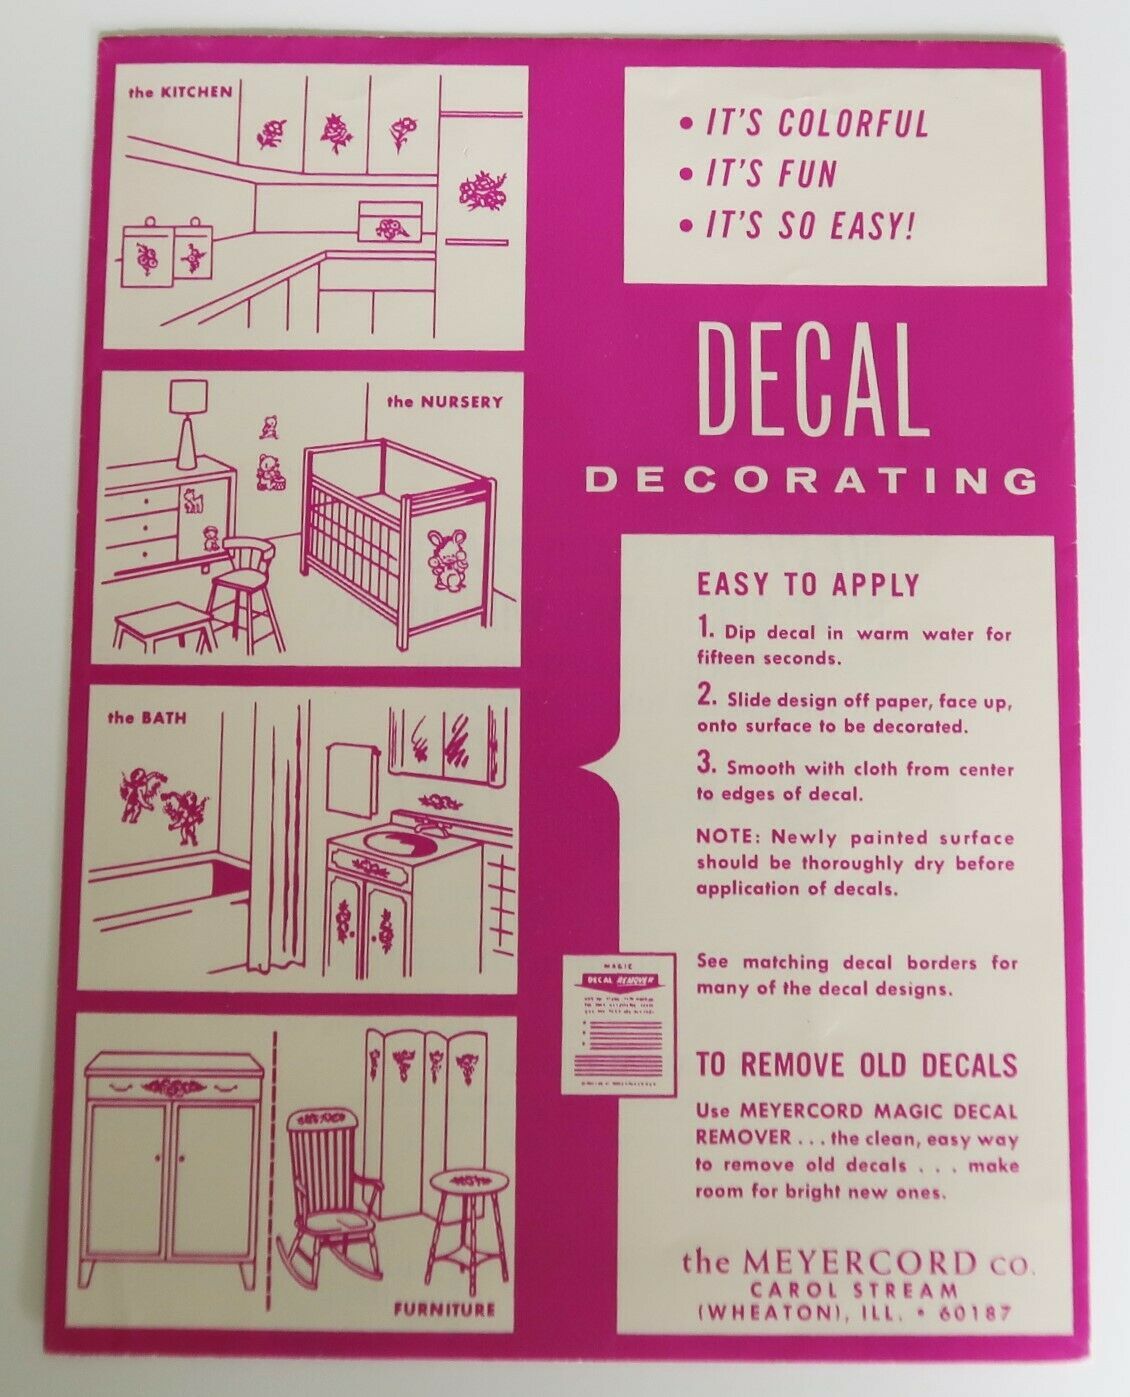 the KITCHEN
the NURSERY
the BATH
FURNITURE
• IT'S COLORFUL
• IT'S FUN
• IT'S SO EASY!
DECAL
DECORATING
EASY TO APPLY
1. Dip decal in warm water for
fifteen seconds.
2. Slide design off paper, face up,
onto surface to be decorated.
3. Smooth with cloth from center
to edges of decal.
NOTE: Newly painted surface
should be thoroughly dry before
application of decals.
See matching decal borders for
many of the decal designs.
MAGIC
DECAL REMOVER
TO REMOVE OLD DECALS
Use MEYERCORD MAGIC DECAL
REMOVER . . . the clean, easy way
to remove old decals . . . make
room for bright new ones.
the MEYERCORD CO.
CAROL STREAM
(WHEATON), ILL. • 60187